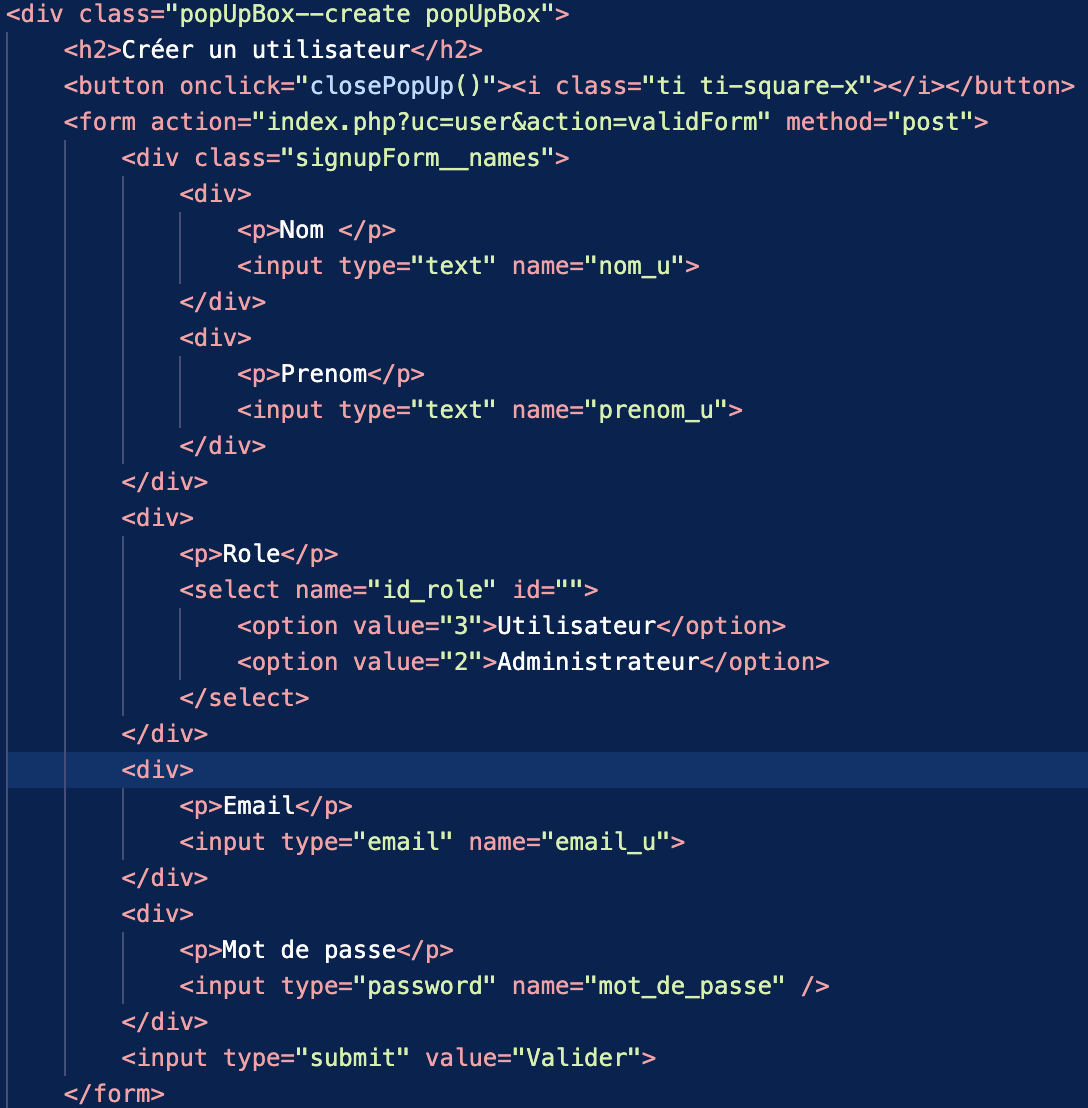 <div class="popUpBox--create popUpBox">
    <h2>Créer un utilisateur</h2>
    <button onclick="closePopUp()"><i class="ti ti-square-x"></i></button>
    <form action="index.php?uc=user&action=validForm" method="post">
        <div class="signupForm__names">
            <div>
                <p>Nom </p>
                <input type="text" name="nom_u">
            </div>
            <div>
                <p>Prenom</p>
                <input type="text" name="prenom_u">
            </div>
        </div>
        <div>
            <p>Role</p>
            <select name="id_role" id="">
                <option value="3">Utilisateur</option>
                <option value="2">Administrateur</option>
            </select>
        </div>
        <div>
            <p>Email</p>
            <input type="email" name="email_u">
        </div>
        <div>
            <p>Mot de passe</p>
            <input type="password" name="mot_de_passe" />
        </div>
        <input type="submit" value="Valider">
    </form>